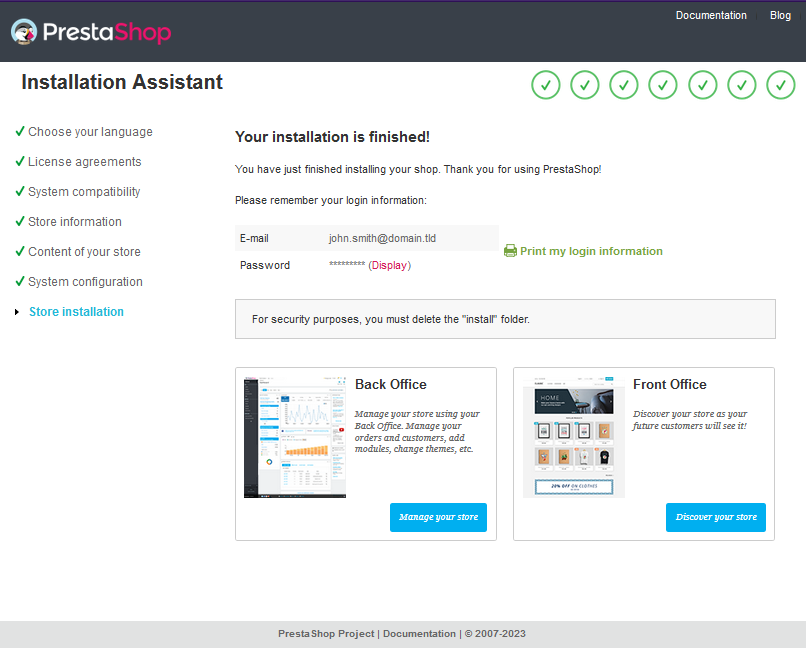 PrestaShop
Documentation
Blog
Installation Assistant
Choose your language
License agreements
System compatibility
Store information
Content of your store
System configuration
Store installation
Your installation is finished!
You have just finished installing your shop. Thank you for using PrestaShop!
Please remember your login information:
E-mail john.smith@domain.tld
Password ********* (Display)
Print my login information
For security purposes, you must delete the "install" folder.
Back Office
Manage your store using your
Back Office. Manage your
orders and customers, add
modules, change themes, etc.
Manage your store
HOME
20% OFF ON CLOTHES
Front Office
Discover your store as your
future customers will see it!
Discover your store
PrestaShop Project | Documentation | © 2007-2023